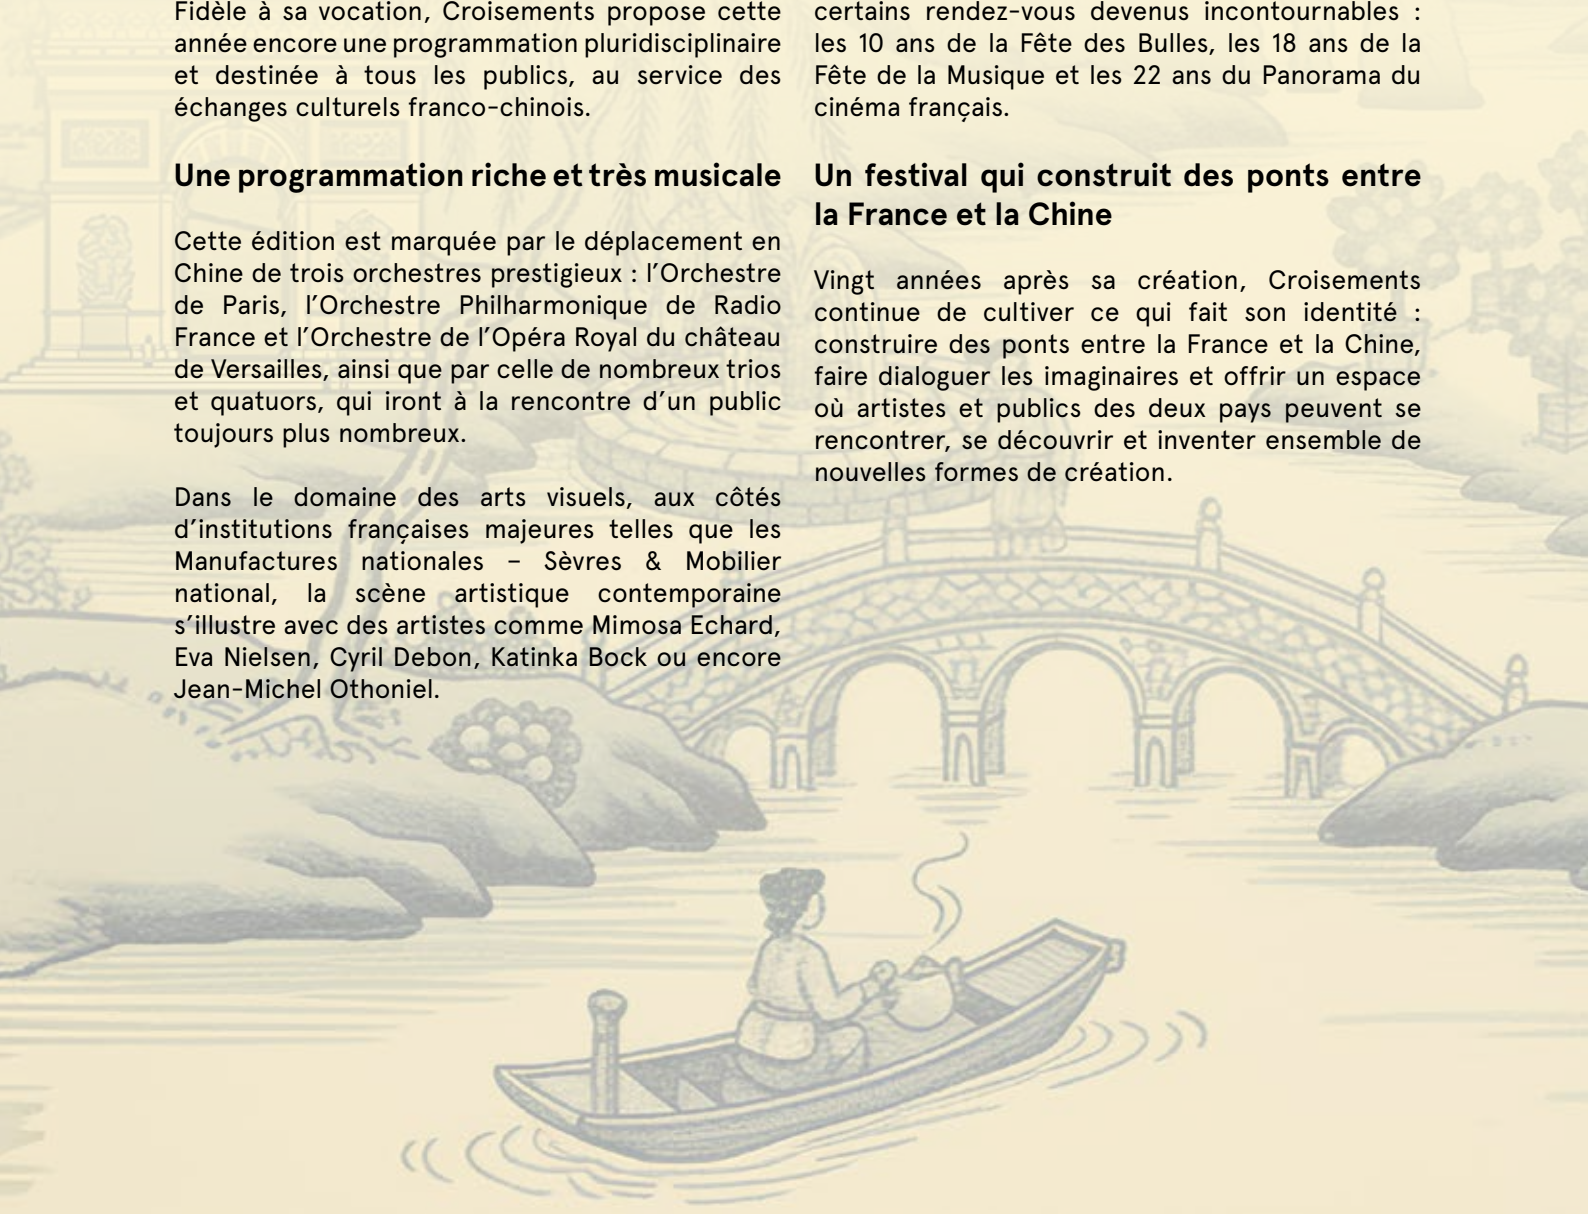 Fidèle à sa vocation, Croisements propose cette
année encore une programmation pluridisciplinaire
et destinée à tous les publics, au service des
échanges culturels franco-chinois.
Une programmation riche et très musicale
Cette édition est marquée par le déplacement en
Chine de trois orchestres prestigieux : l’Orchestre
de Paris, l’Orchestre Philharmonique de Radio
France et l’Orchestre de l’Opéra Royal du château
de Versailles, ainsi que par celle de nombreux trios
et quatuors, qui iront à la rencontre d’un public
toujours plus nombreux.
Dans le domaine des arts visuels, aux côtés
d’institutions françaises majeures telles que les
Manufactures nationales – Sèvres & Mobilier
national, la scène artistique contemporaine
s’illustre avec des artistes comme Mimosa Echard,
Eva Nielsen, Cyril Debon, Katinka Bock ou encore
Jean-Michel Othoniel.
certains rendez-vous devenus incontournables :
les 10 ans de la Fête des Bulles, les 18 ans de la
Fête de la Musique et les 22 ans du Panorama du
cinéma français.
Un festival qui construit des ponts entre
la France et la Chine
Vingt années après sa création, Croisements
continue de cultiver ce qui fait son identité :
construire des ponts entre la France et la Chine,
faire dialoguer les imaginaires et offrir un espace
où artistes et publics des deux pays peuvent se
rencontrer, se découvrir et inventer ensemble de
nouvelles formes de création.